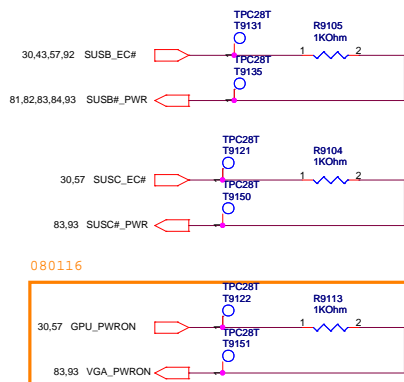 TPC28T
T9131
R9105
1KOhm
30,43,57,92 SUSB_EC#
1 2
TPC28T
T9135
81,82,83,84,93 SUSB#_PWR
TPC28T
T9121
R9104
1KOhm
30,57 SUSC_EC#
1 2
TPC28T
T9150
83,93 SUSC#_PWR
080116
TPC28T
T9122
R9113
1KOhm
30,57 GPU_PWRON
1 2
TPC28T
T9151
83,93 VGA_PWRON